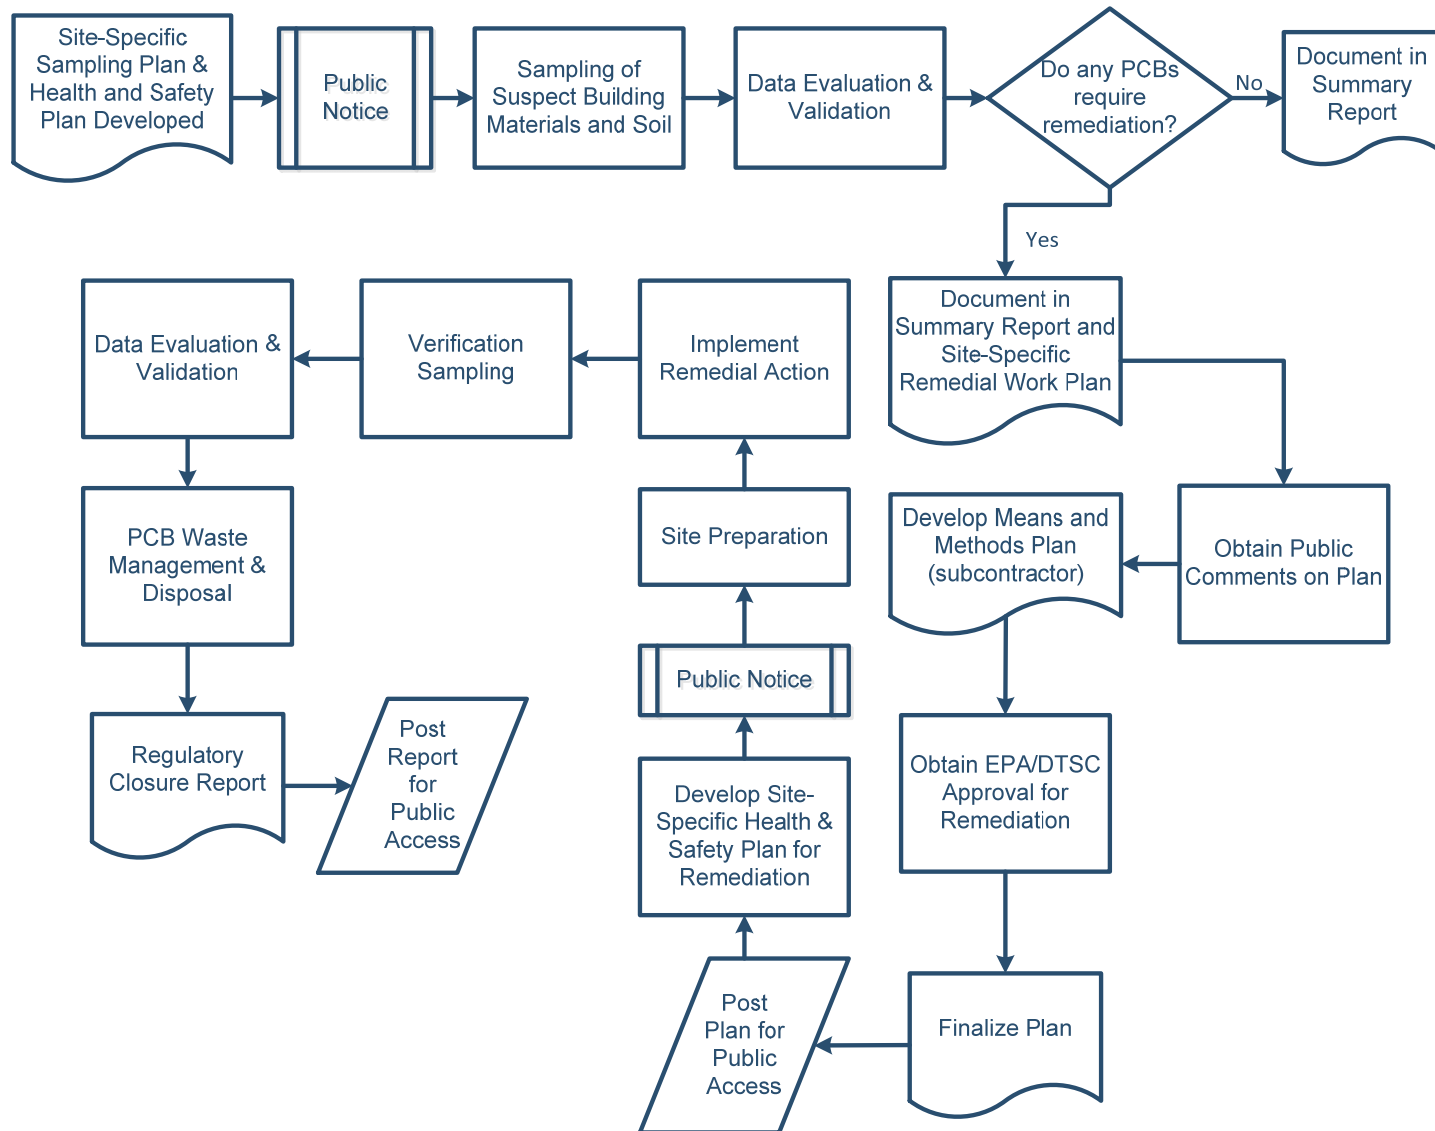 Site-Specific
Sampling Plan &
Health and Safety
Plan Developed
Public
Notice
Sampling of
Suspect Building
Materials and Soil
Data Evaluation &
Validation
Do any PCBs
require
remediation?
No
Document in
Summary
Report
Yes
Document in
Summary Report and
Site-Specific
Remedial Work Plan
Obtain Public
Comments on Plan
Develop Means and
Methods Plan
(subcontractor)
Obtain EPA/DTSC
Approval for
Remediation
Finalize Plan
Post
Plan for
Public
Access
Develop Site-
Specific Health &
Safety Plan for
Remediation
Public Notice
Site Preparation
Implement
Remedial Action
Verification
Sampling
Data Evaluation &
Validation
PCB Waste
Management &
Disposal
Regulatory
Closure Report
Post
Report
for
Public
Access